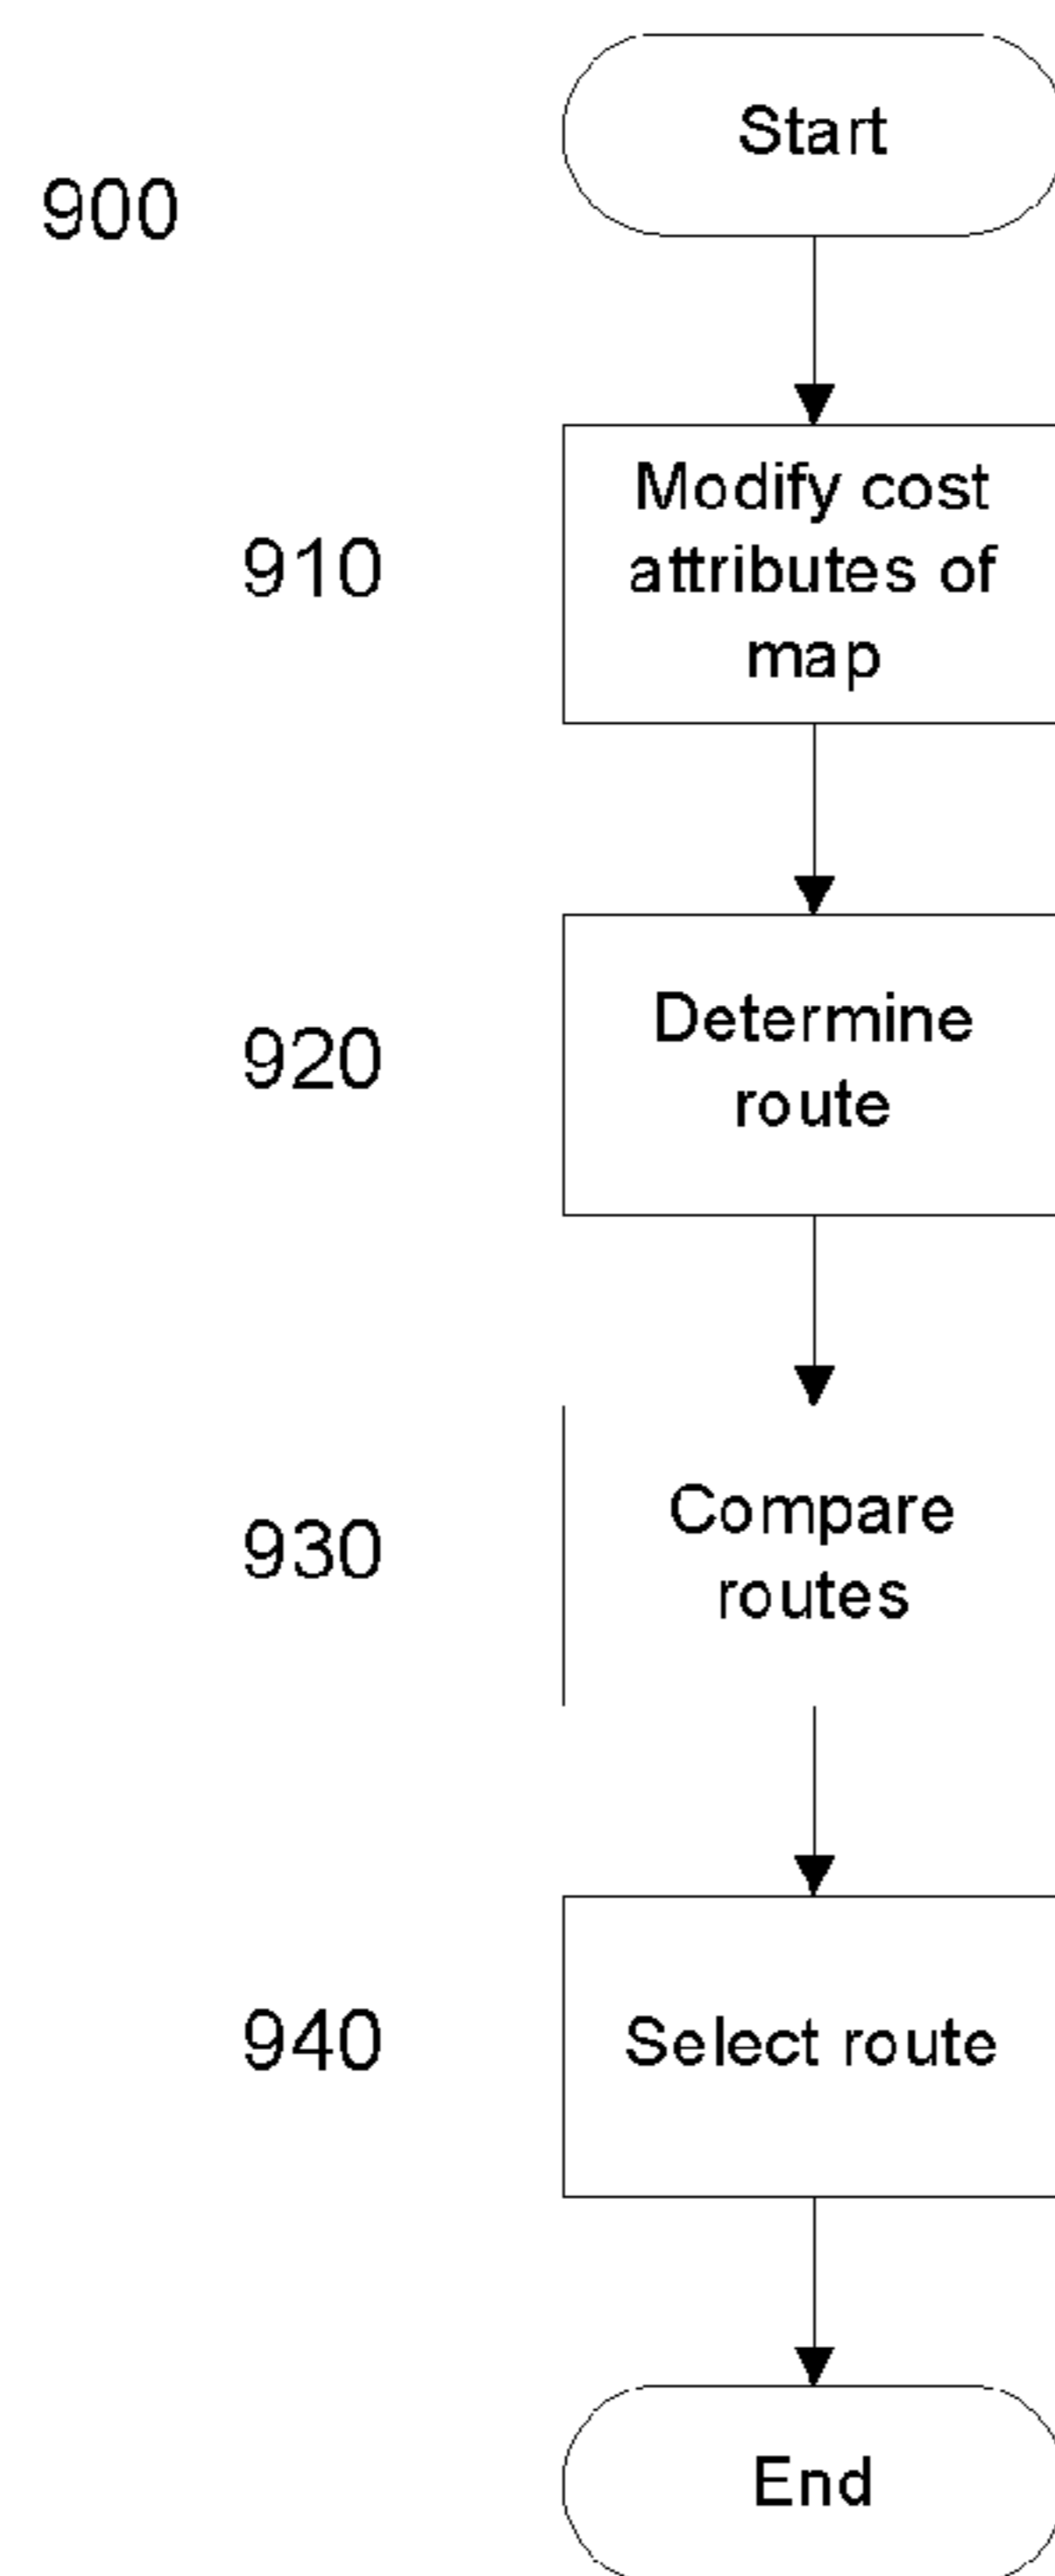 Start
900
Modify cost
910
attributes of
map
Determine
920
route
Compare
930
routes
940
Select route
End